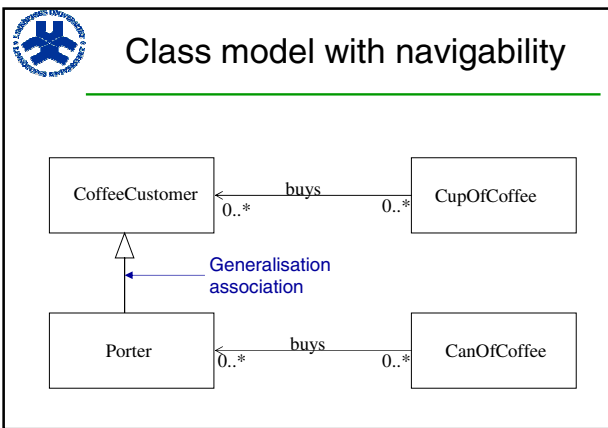 Class model with navigability
CoffeeCustomer
buys
CupOfCoffee
0..*
0..*
Generalisation
association
Porter
buys
CanOfCoffee
0..*
0..*